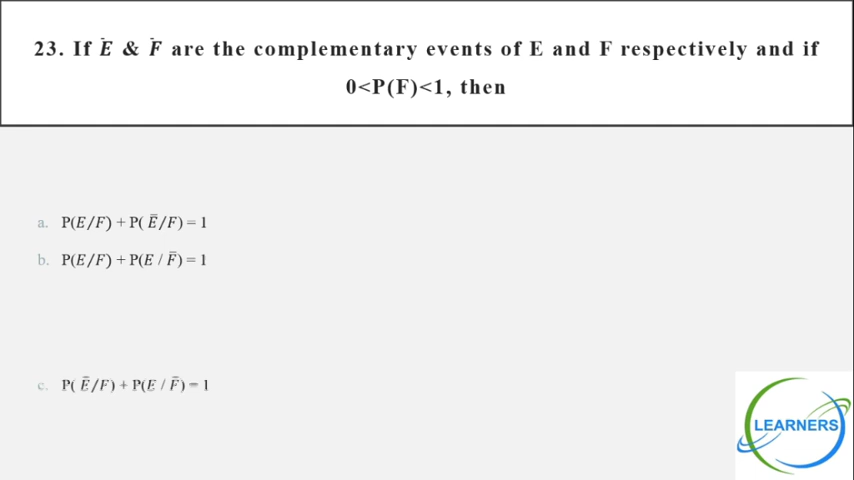 23. If Ė & Ḟ are the complementary events of E and F respectively and if
0<P(F)<1, then
a. P(E/F) + P( Ē/F) = 1
b. P(E/F) + P(E / F̅) = 1
c. P( Ē/F) + P(E / F̅) = 1
LEARNERS